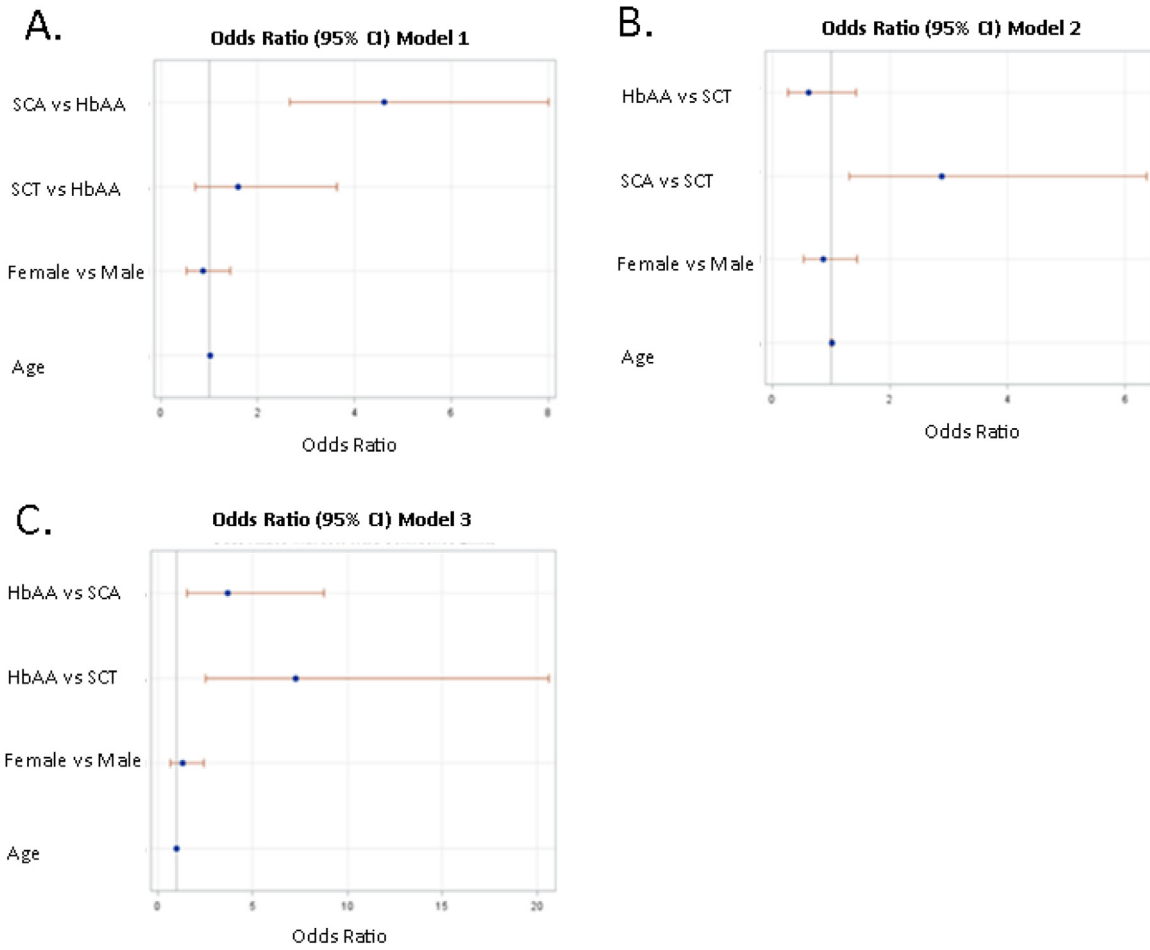 A.
Odds Ratio (95% CI) Model 1
SCA vs HbAA
SCT vs HbAA
Female vs Male
Age
0 2 4 6 8
Odds Ratio
B.
Odds Ratio (95% CI) Model 2
HbAA vs SCT
SCA vs SCT
Female vs Male
Age
0 2 4 6
Odds Ratio
C.
Odds Ratio (95% CI) Model 3
HbAA vs SCA
HbAA vs SCT
Female vs Male
Age
0 5 10 15 20
Odds Ratio